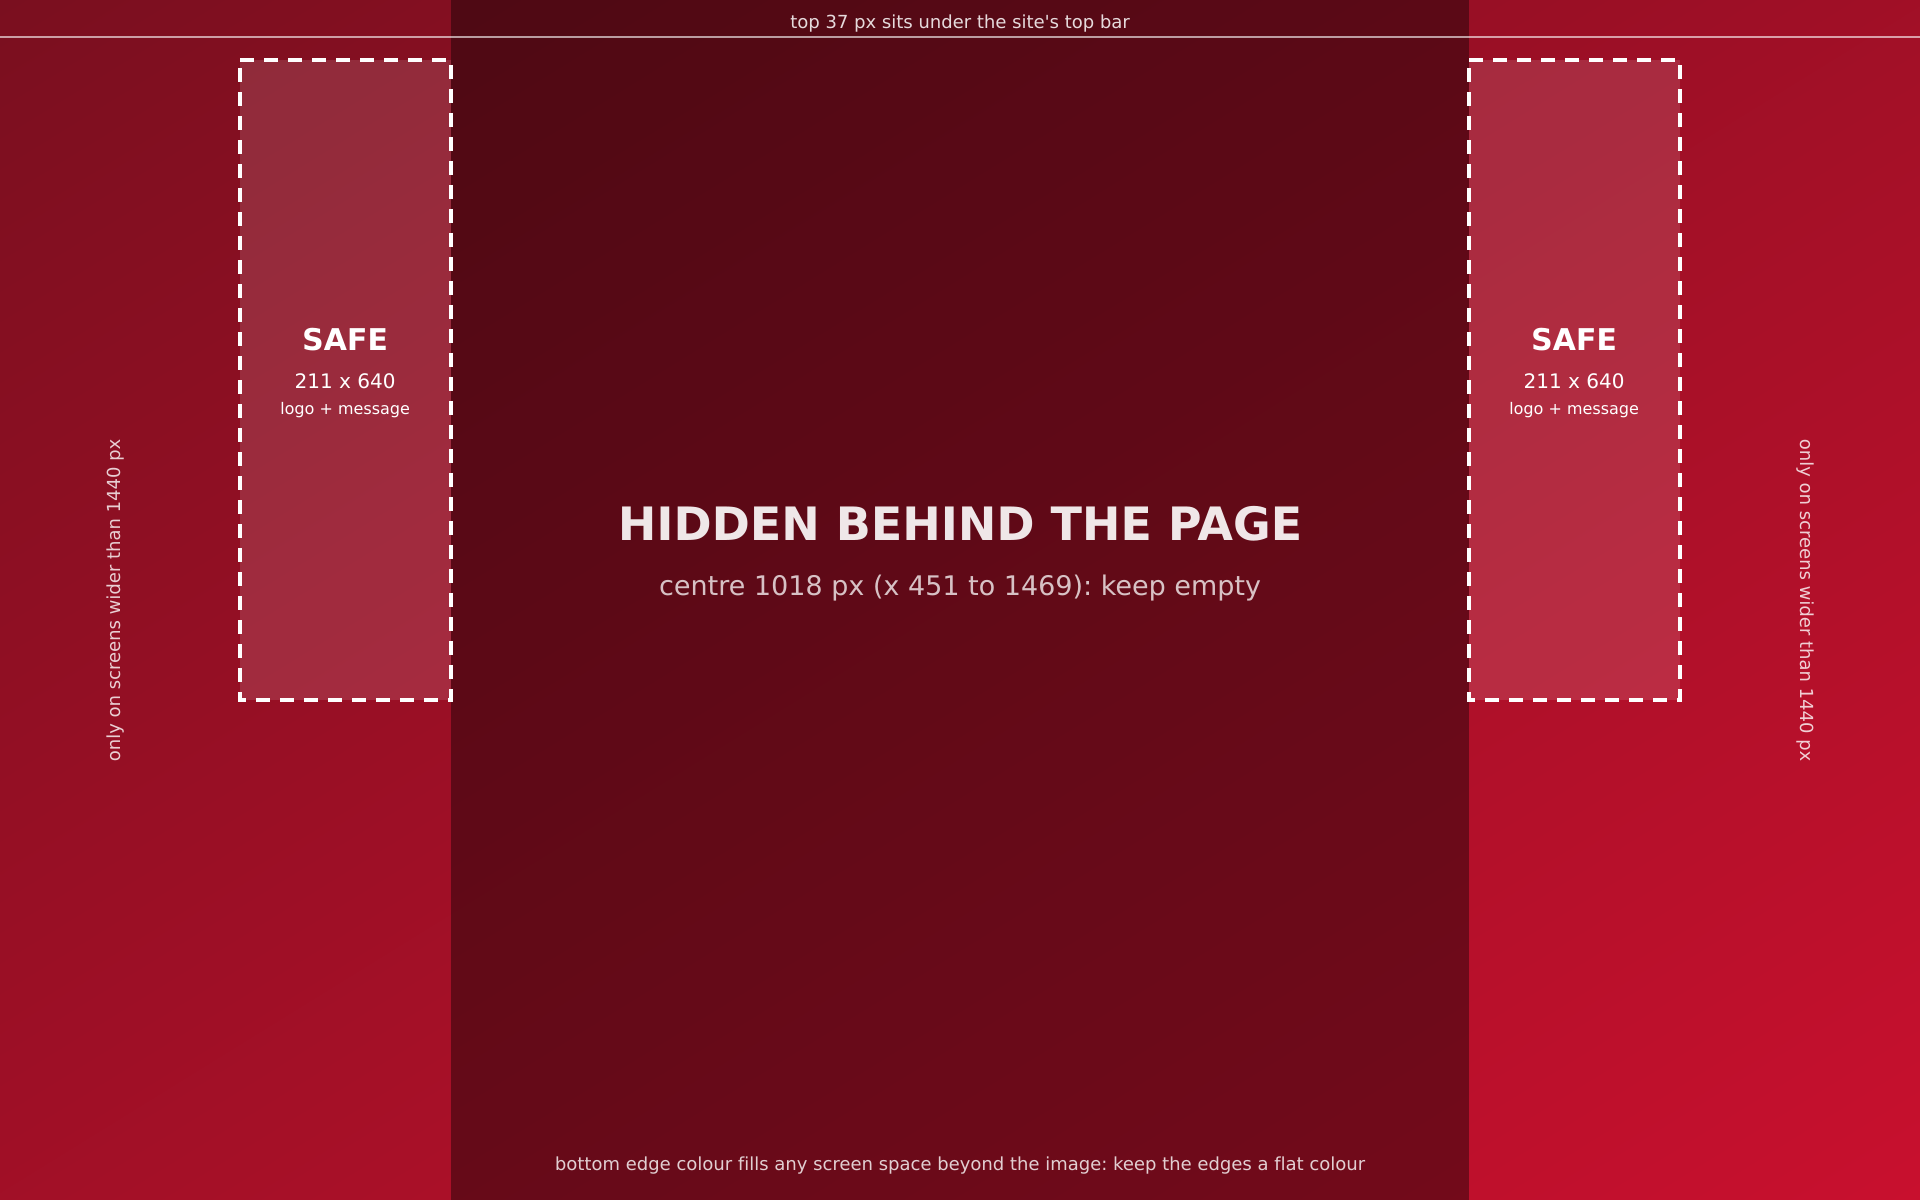 top 37 px sits under the site's top bar
SAFE
211 x 640
logo + message
SAFE
211 x 640
logo + message
only on screens wider than 1440 px
HIDDEN BEHIND THE PAGE
centre 1018 px (x 451 to 1469): keep empty
only on screens wider than 1440 px
bottom edge colour fills any screen space beyond the image: keep the edges a flat colour